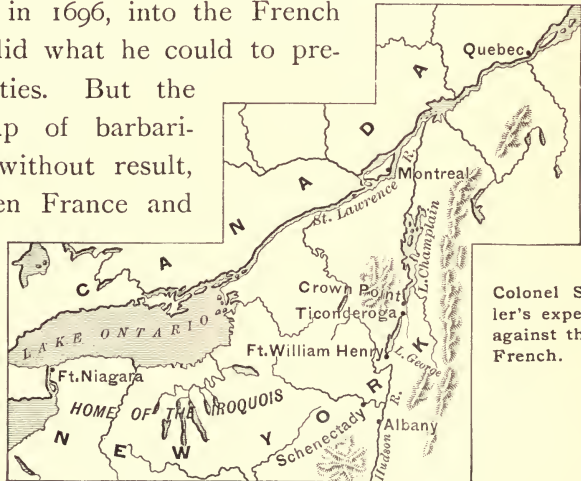 in 1696, into the French
did what he could to pre-
ties. But the
p of barbari-
without result,
en France and
Quebec
CANADA
Montreal
R.
St. Lawrence
L. Champlain
Crown Point
Ticonderoga
LAKE ONTARIO
Ft. William Henry
L. George
Ft. Niagara
HOME OF THE IROQUOIS
NEW YORK
Schenectady
Albany
Hudson R.
Colonel S
ler's expe
against th
French.